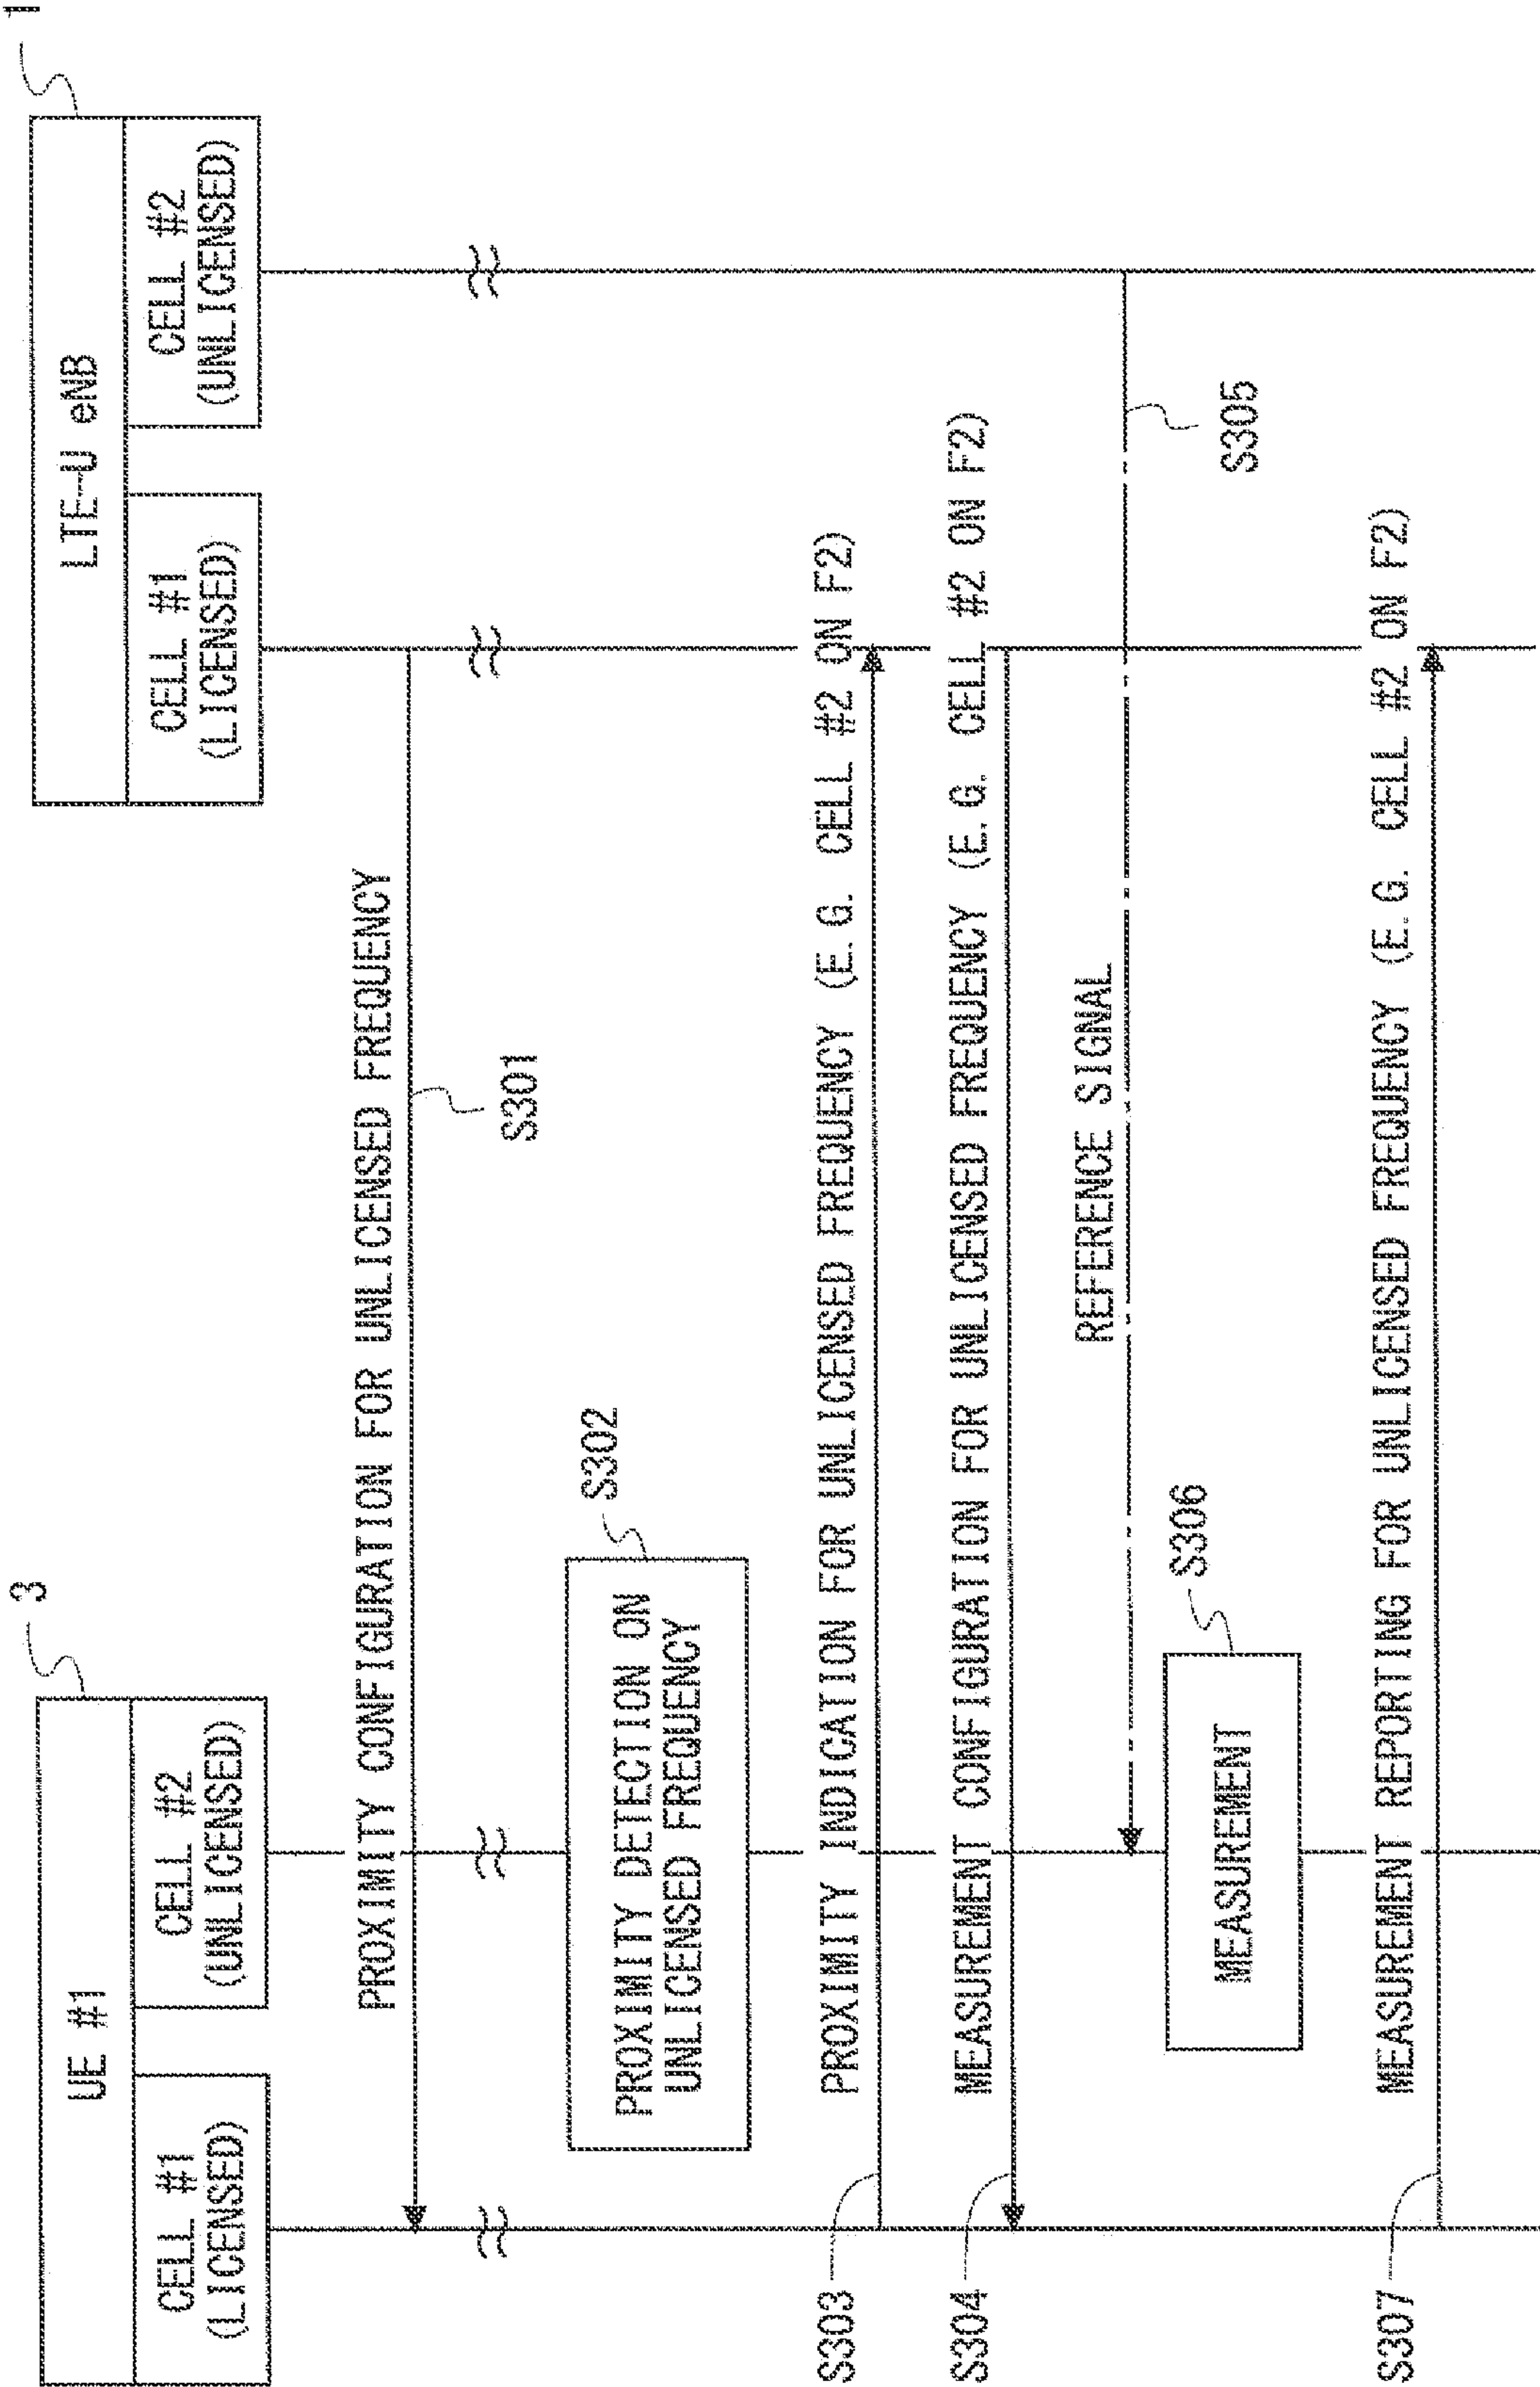 3
1
UE #1
LTE-U eNB
CELL #1
(LICENSED)
CELL #2
(UNLICENSED)
CELL #1
(LICENSED)
CELL #2
(UNLICENSED)
PROXIMITY CONFIGURATION FOR UNLICENSED FREQUENCY
S301
S302
PROXIMITY DETECTION ON
UNLICENSED FREQUENCY
S303
PROXIMITY INDICATION FOR UNLICENSED FREQUENCY (E.G. CELL #2 ON F2)
S304
MEASUREMENT CONFIGURATION FOR UNLICENSED FREQUENCY (E.G. CELL #2 ON F2)
REFERENCE SIGNAL
S305
S306
MEASUREMENT
S307
MEASUREMENT REPORTING FOR UNLICENSED FREQUENCY (E.G. CELL #2 ON F2)